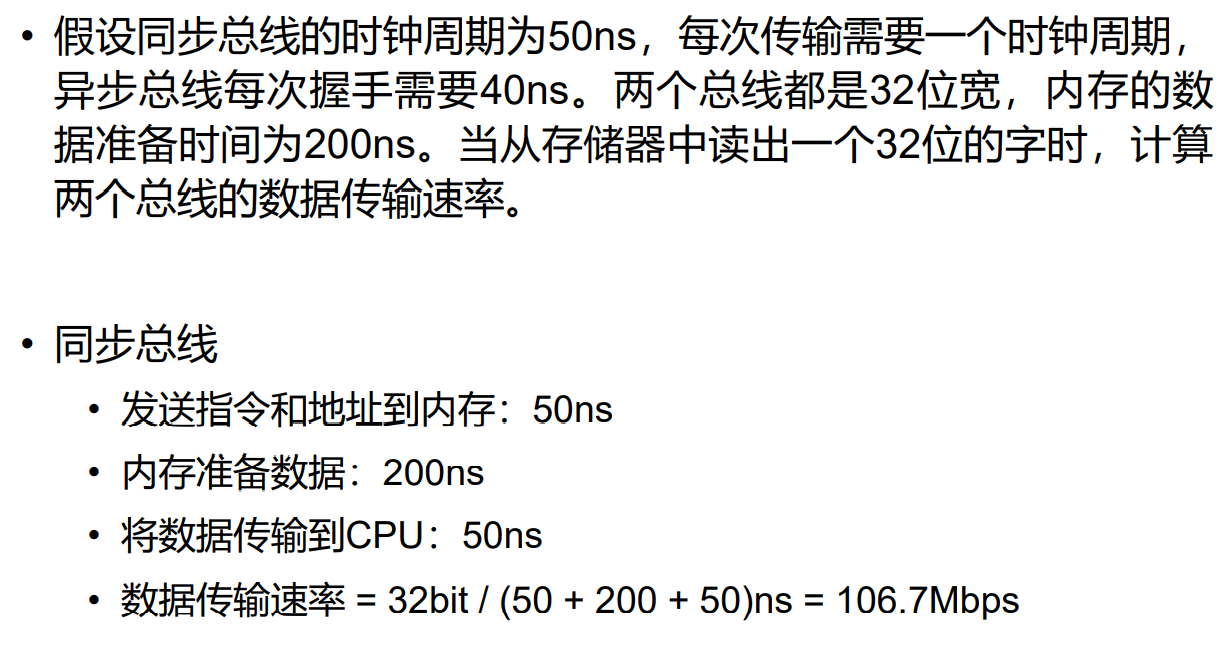 • 假设同步总线的时钟周期为50ns，每次传输需要一个时钟周期，
异步总线每次握手需要40ns。两个总线都是32位宽，内存的数
据准备时间为200ns。当从存储器中读出一个32位的字时，计算
两个总线的数据传输速率。
• 同步总线
• 发送指令和地址到内存：50ns
• 内存准备数据：200ns
• 将数据传输到CPU：50ns
• 数据传输速率 = 32bit / (50 + 200 + 50)ns = 106.7Mbps